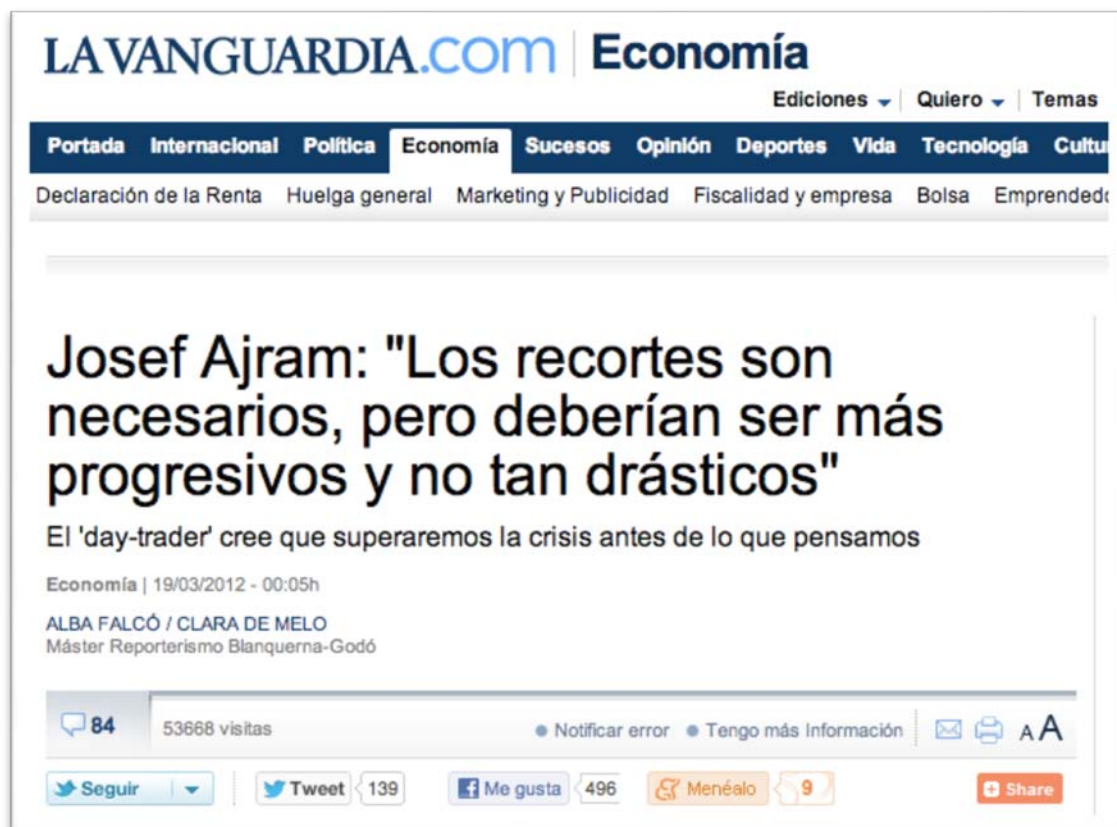 LAVANGUARDIA.com Economía
Ediciones Quiero Temas
Portada Internacional Política Economía Sucesos Opinión Deportes Vida Tecnología
Declaración de la Renta Huelga general Marketing y Publicidad Fiscalidad y empresa Bolsa
Josef Ajram: "Los recortes son
necesarios, pero deberían ser más
progresivos y no tan drásticos"
El 'day-trader' cree que superaremos la crisis antes de lo que pensamos
Economía | 19/03/2012 - 00:05h
ALBA FALCÓ / CLARA DE MELO
Máster Reporterismo Blanquerna-Godó
84 53668 visitas Notificar error Tengo más Información A A
Seguir Tweet 139 Me gusta 496 Menéalo 9 Share